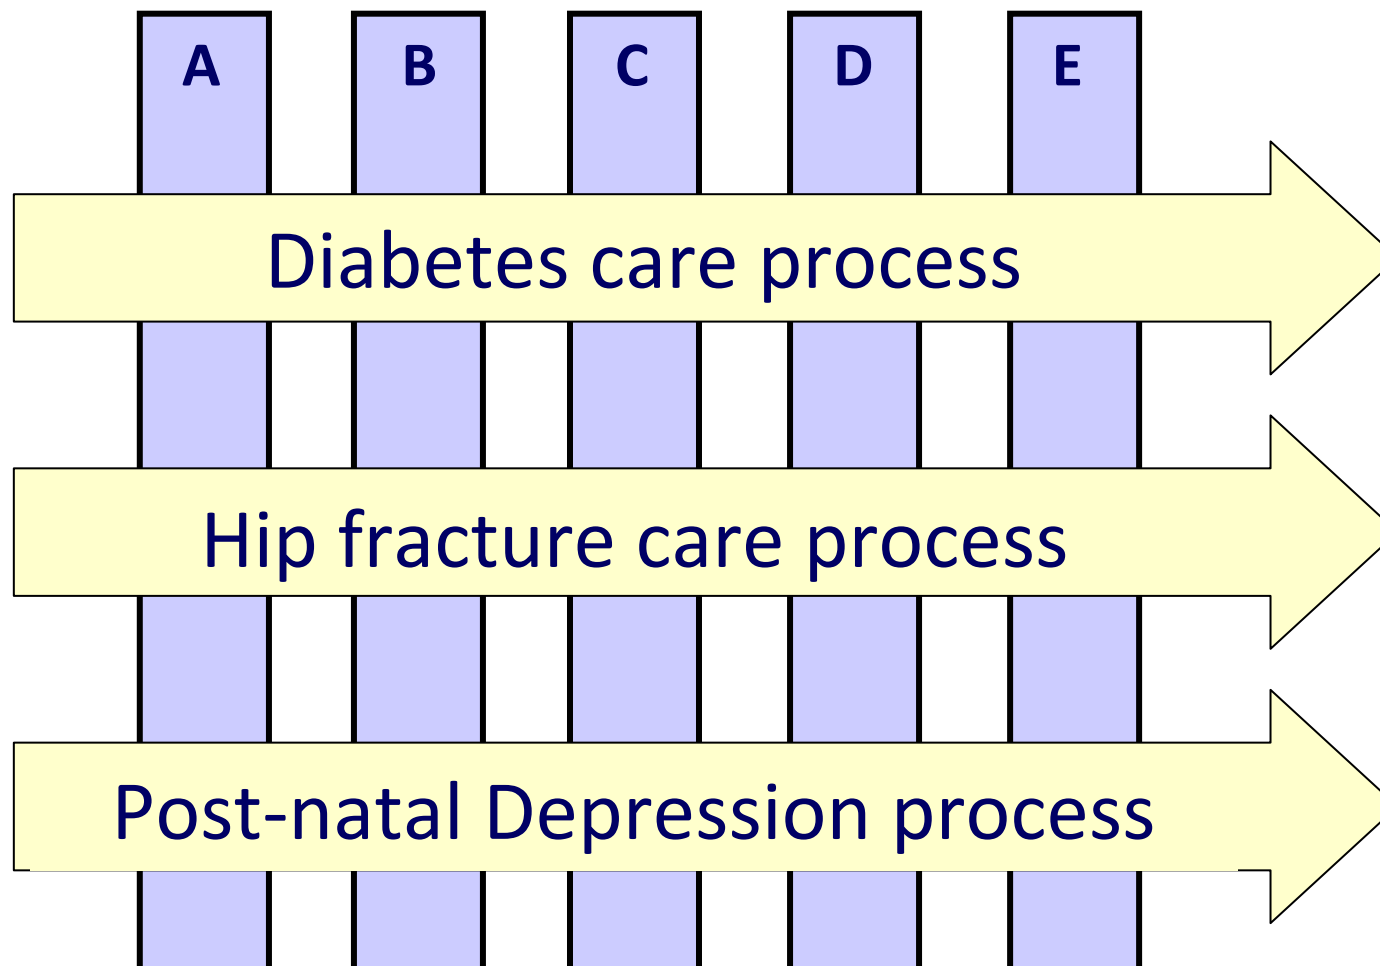 A B C D E
Diabetes care process
Hip fracture care process
Post-natal Depression process